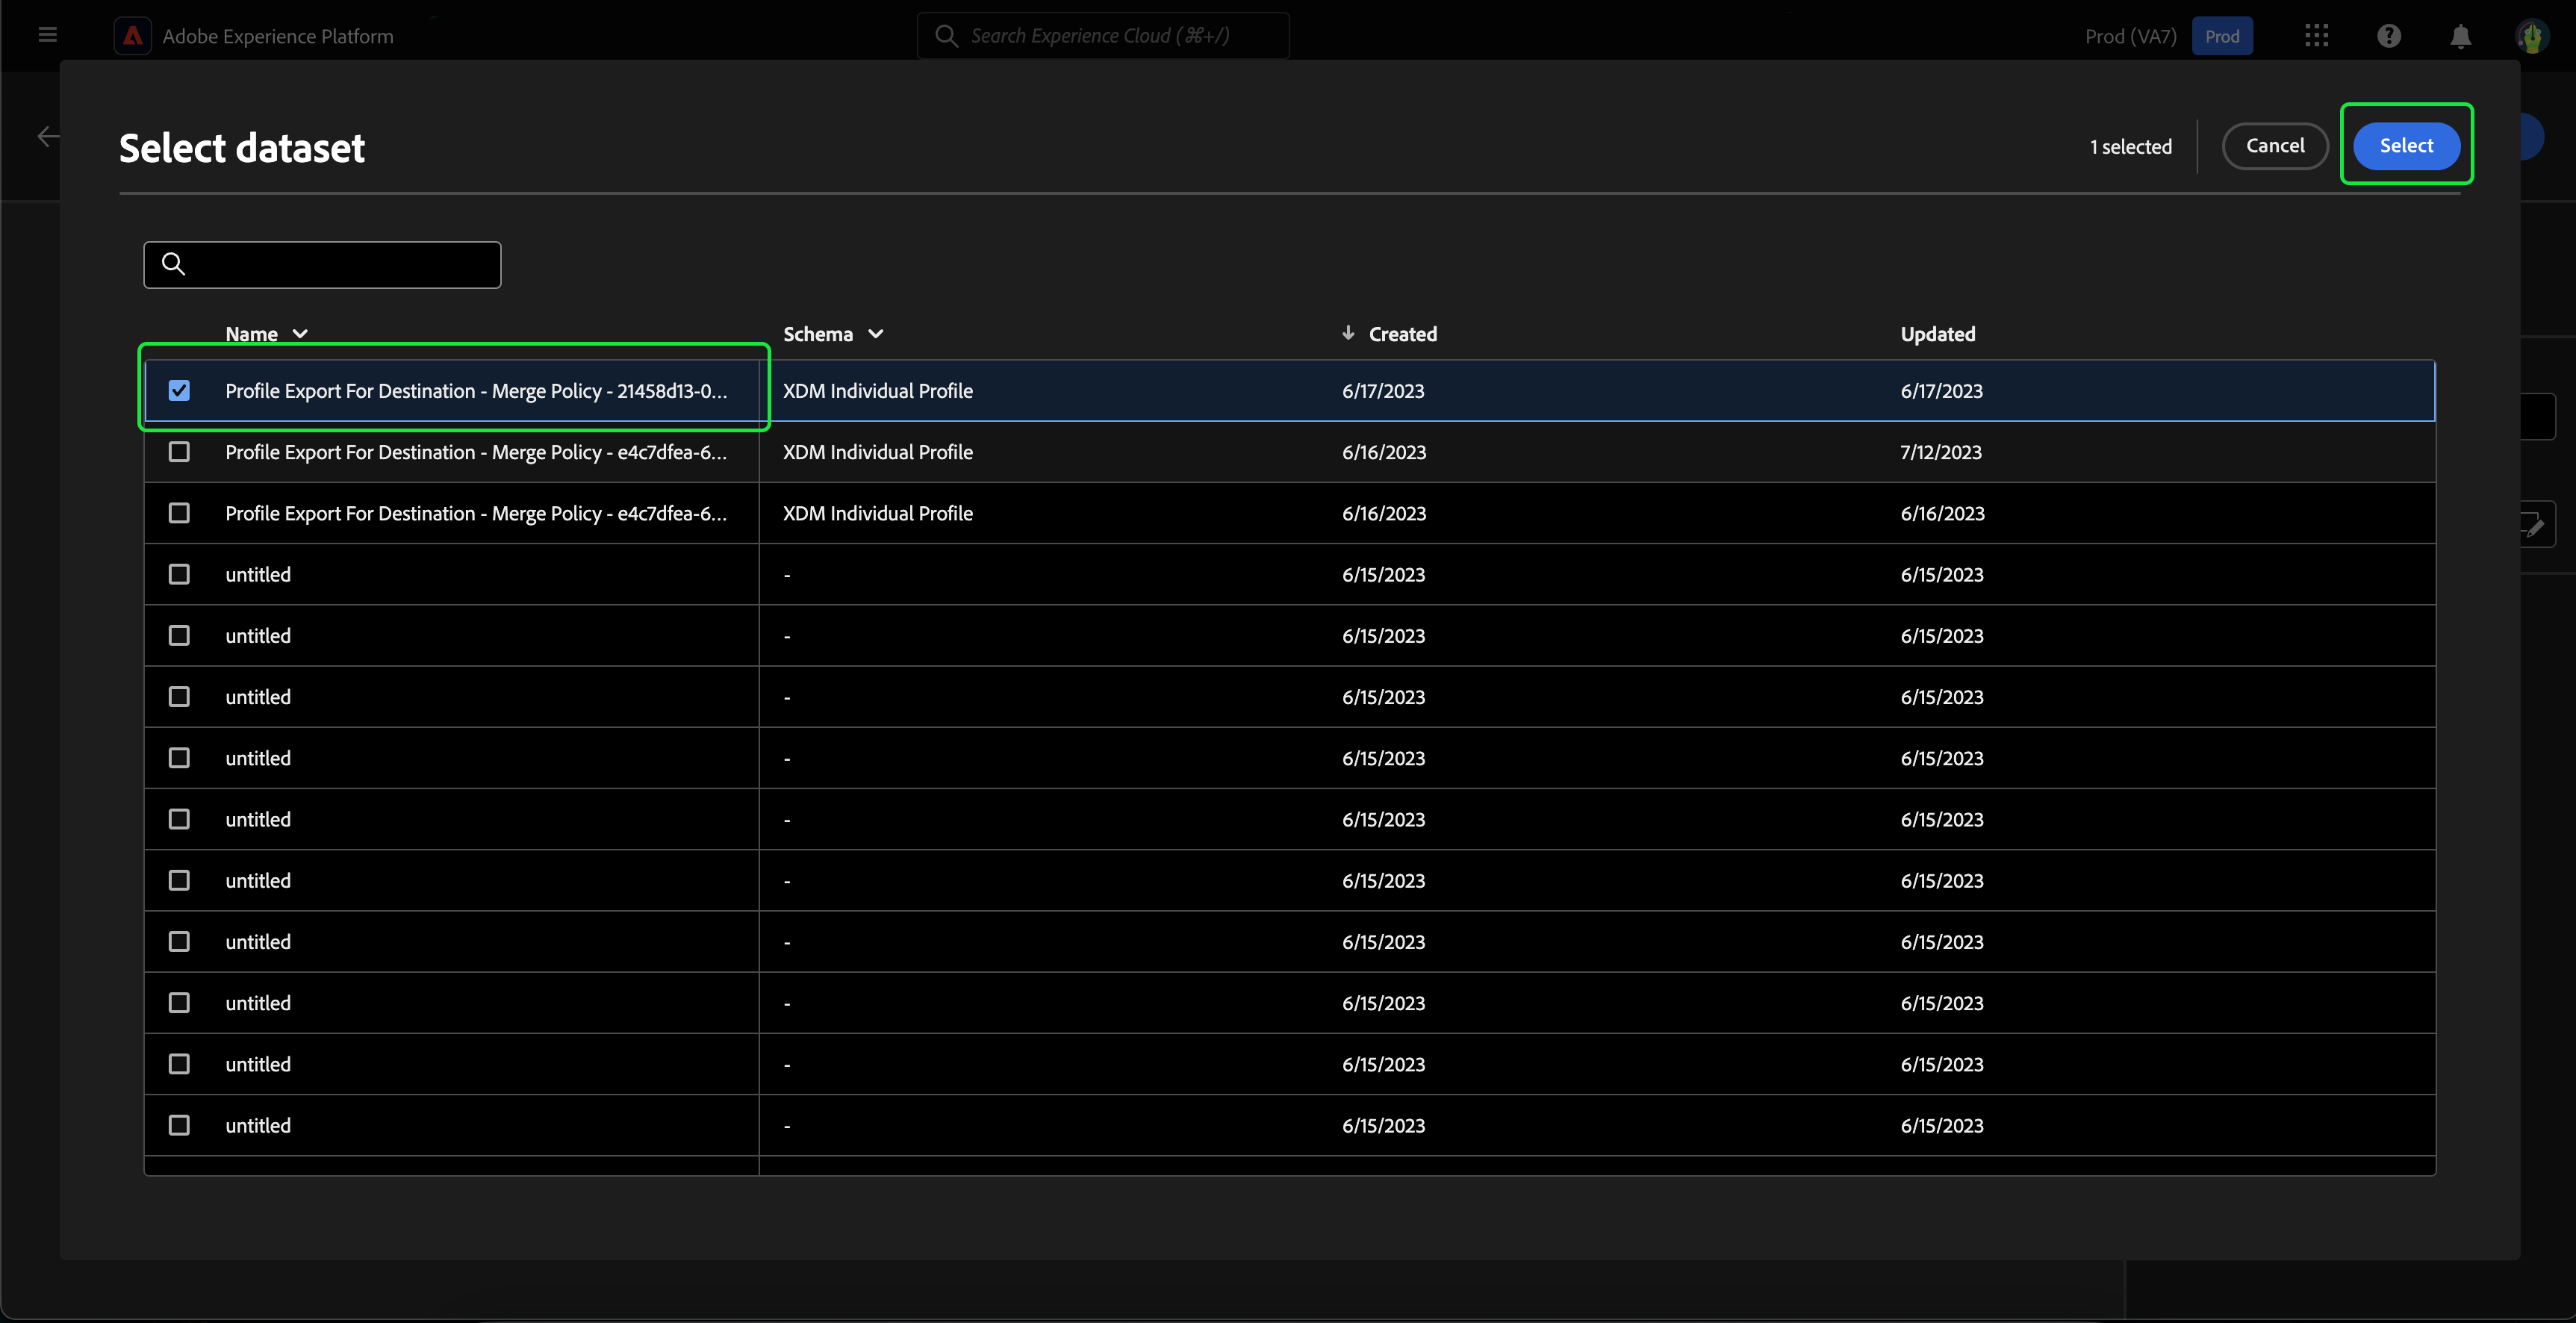 Adobe Experience Platform
Search Experience Cloud (⌘+/)
Prod (VA7) Prod
Select dataset
1 selected Cancel Select
Name Schema Created Updated
Profile Export For Destination - Merge Policy - 21458d13-0... XDM Individual Profile 6/17/2023 6/17/2023
Profile Export For Destination - Merge Policy - e4c7dfea-6... XDM Individual Profile 6/16/2023 7/12/2023
Profile Export For Destination - Merge Policy - e4c7dfea-6... XDM Individual Profile 6/16/2023 6/16/2023
untitled - 6/15/2023 6/15/2023
untitled - 6/15/2023 6/15/2023
untitled - 6/15/2023 6/15/2023
untitled - 6/15/2023 6/15/2023
untitled - 6/15/2023 6/15/2023
untitled - 6/15/2023 6/15/2023
untitled - 6/15/2023 6/15/2023
untitled - 6/15/2023 6/15/2023
untitled - 6/15/2023 6/15/2023
untitled - 6/15/2023 6/15/2023